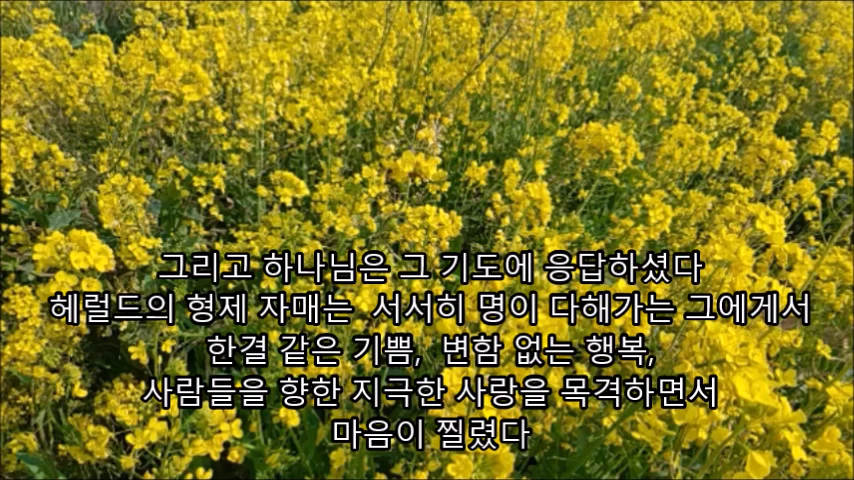 그리고 하나님은 그 기도에 응답하셨다
헤럴드의 형제 자매는 서서히 명이 다해가는 그에게서
한결 같은 기쁨, 변함 없는 행복,
사람들을 향한 지극한 사랑을 목격하면서
마음이 찔렸다